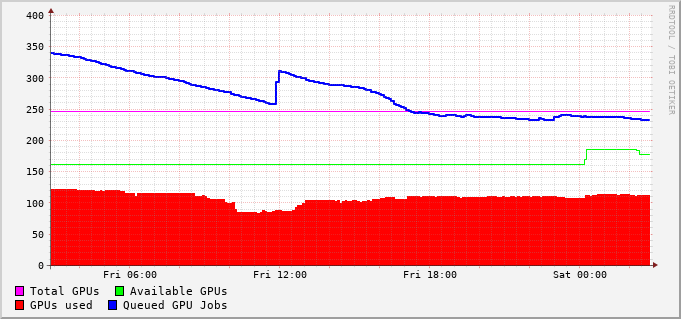 400
350
300
250
200
150
100
50
0
Fri 06:00 Fri 12:00 Fri 18:00 Sat 00:00
Total GPUs Available GPUs
GPUs used Queued GPU Jobs
RRDTOOL / TOBI OETIKER